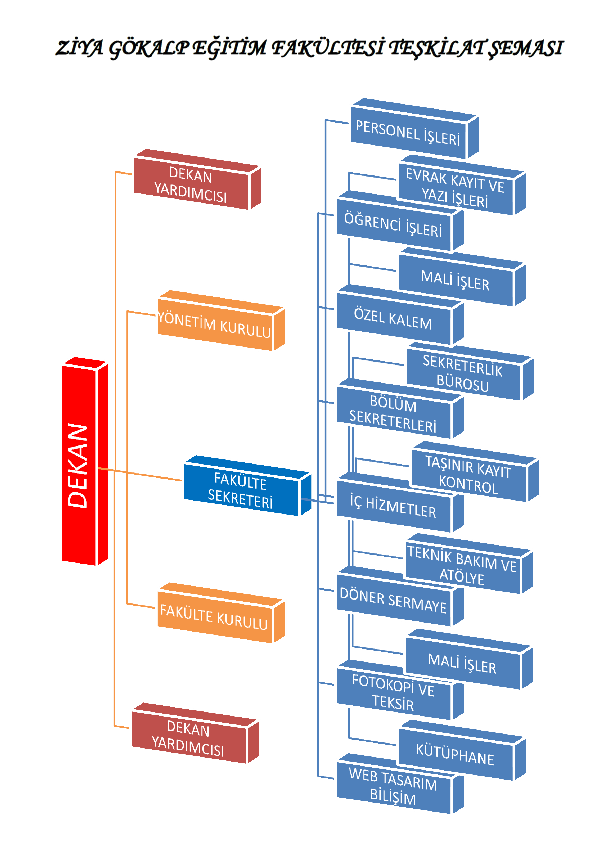 ZİYA GÖKALP EĞİTİM FAKÜLTESİ TEŞKİLAT ŞEMASI
PERSONEL İŞLERİ
DEKAN
YARDIMCISI
EVRAK KAYIT VE
YAZI İŞLERİ
ÖĞRENCİ İŞLERİ
MALİ İŞLER
YÖNETİM KURULU
ÖZEL KALEM
SEKRETERLİK
BÜROSU
BÖLÜM
SEKRETERLERİ
DEKAN
FAKÜLTE
SEKRETERİ
TAŞINIR KAYIT
KONTROL
İÇ HİZMETLER
TEKNİK BAKIM VE
ATÖLYE
DÖNER SERMAYE
FAKÜLTE KURULU
MALİ İŞLER
FOTOKOPİ VE
TEKSİR
DEKAN
YARDIMCISI
KÜTÜPHANE
WEB TASARIM
BİLİŞİM